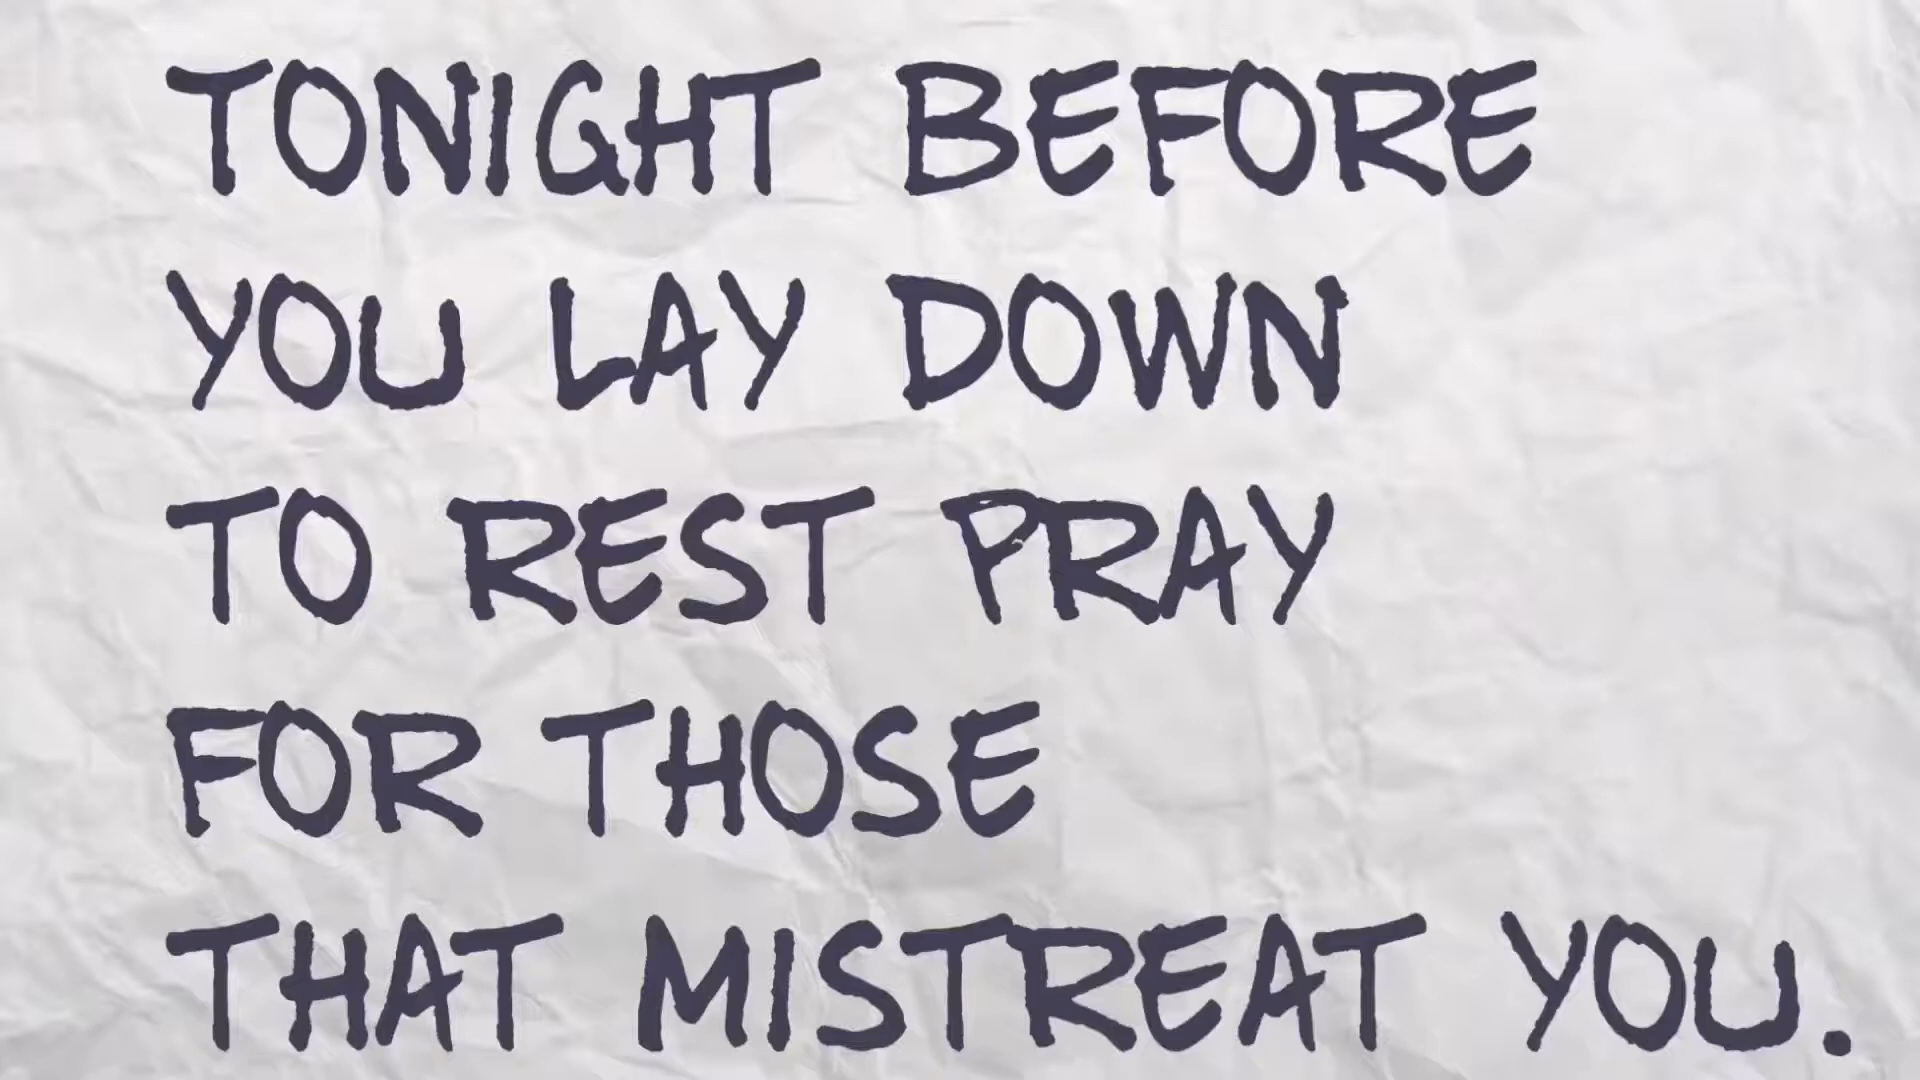 TONIGHT BEFORE
YOU LAY DOWN
TO REST PRAY
FOR THOSE
THAT MISTREAT YOU.